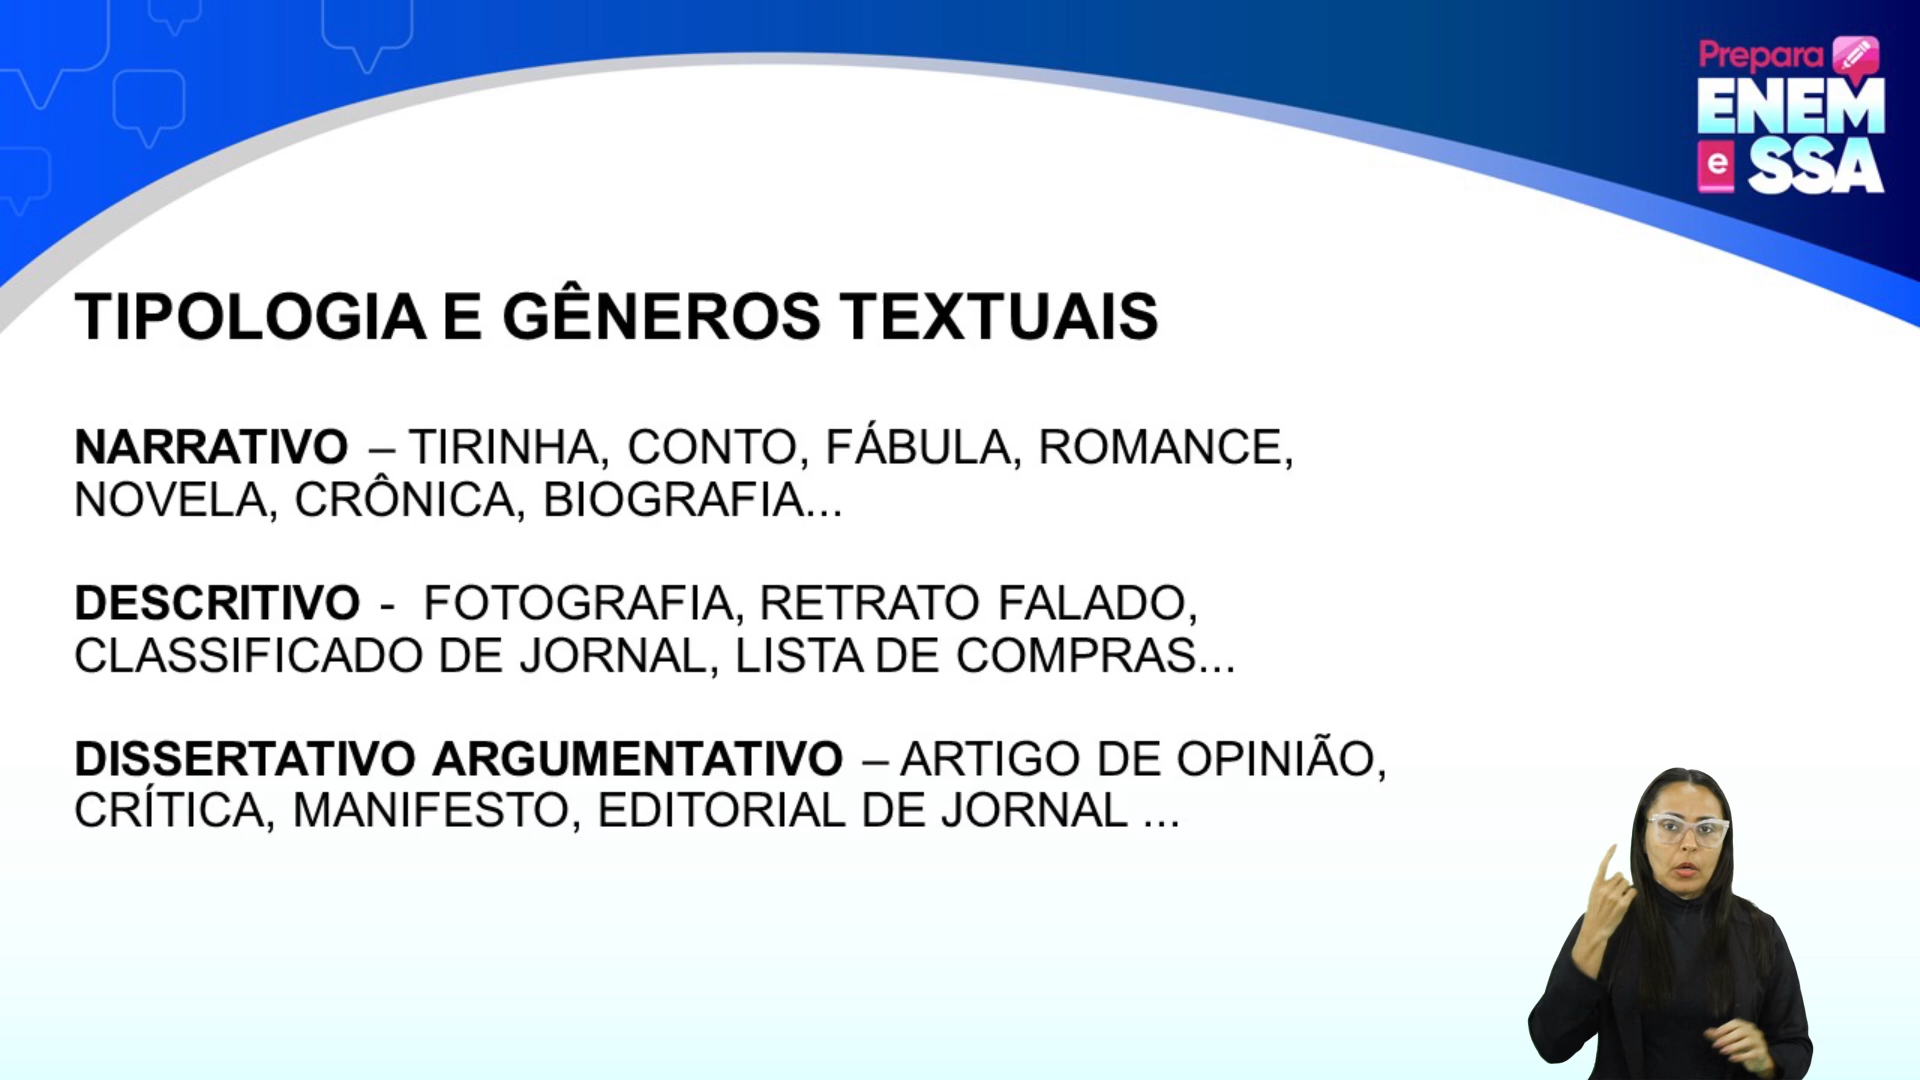 Prepara
ENEM
e SSA
TIPOLOGIA E GÊNEROS TEXTUAIS
NARRATIVO – TIRINHA, CONTO, FÁBULA, ROMANCE,
NOVELA, CRÔNICA, BIOGRAFIA...
DESCRITIVO - FOTOGRAFIA, RETRATO FALADO,
CLASSIFICADO DE JORNAL, LISTA DE COMPRAS...
DISSERTATIVO ARGUMENTATIVO – ARTIGO DE OPINIÃO,
CRÍTICA, MANIFESTO, EDITORIAL DE JORNAL ...